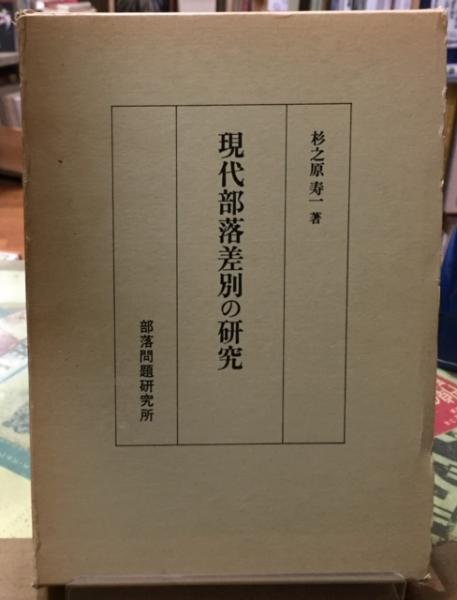 杉之原 寿一 著
現代部落差別の研究
部落問題研究所